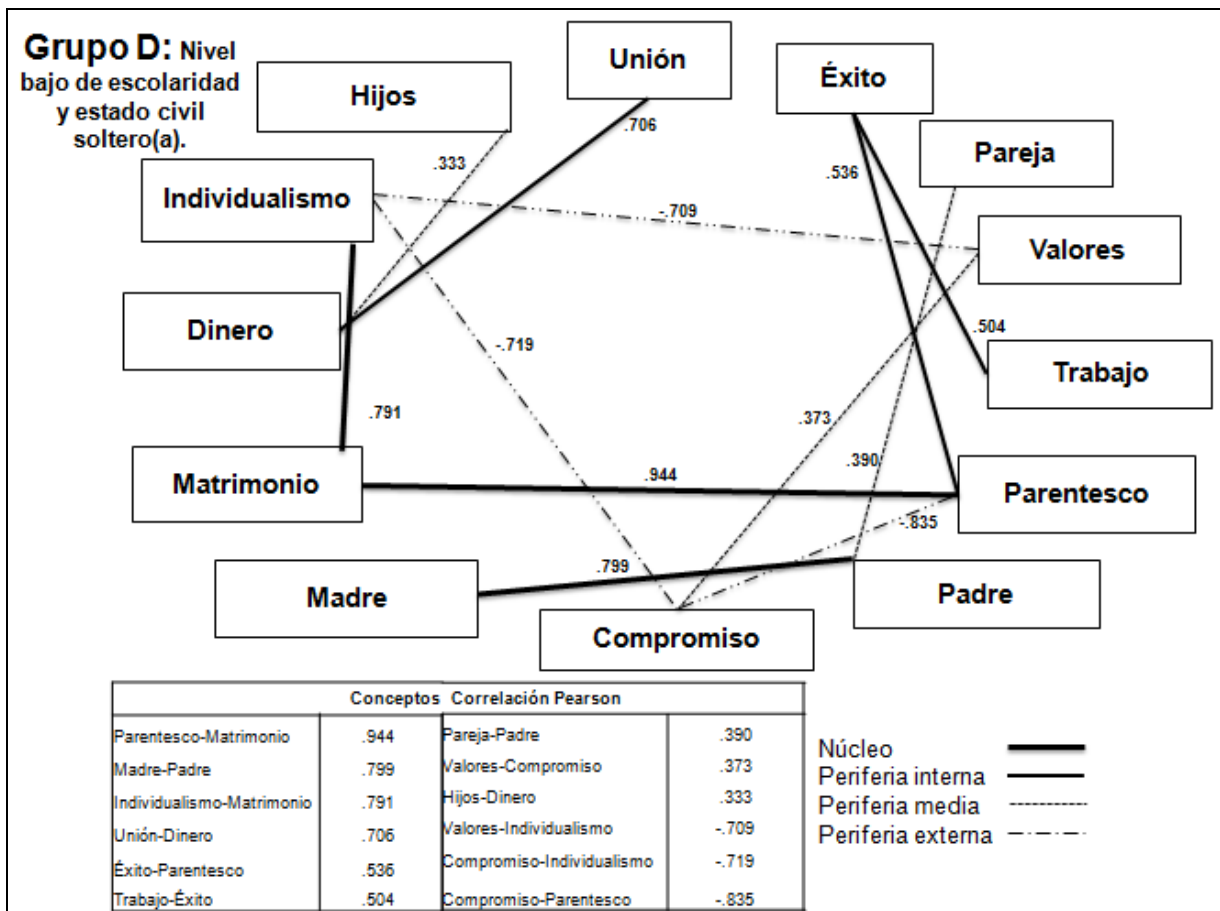 Grupo D: Nivel
bajo de escolaridad
y estado civil
soltero(a).
Unión
Éxito
Hijos
Pareja
.706
.333
.536
Individualismo
-.709
Valores
Dinero
.504
-.719
Trabajo
.791
.373
.390
Matrimonio
.944
Parentesco
-.835
.799
Madre
Padre
Compromiso
Conceptos Correlación Pearson
Parentesco-Matrimonio .944 Pareja-Padre .390
Madre-Padre .799 Valores-Compromiso .373
Individualismo-Matrimonio .791 Hijos-Dinero .333
Unión-Dinero .706 Valores-Individualismo -.709
Éxito-Parentesco .536 Compromiso-Individualismo -.719
Trabajo-Éxito .504 Compromiso-Parentesco -.835
Núcleo
Periferia interna
Periferia media
Periferia externa